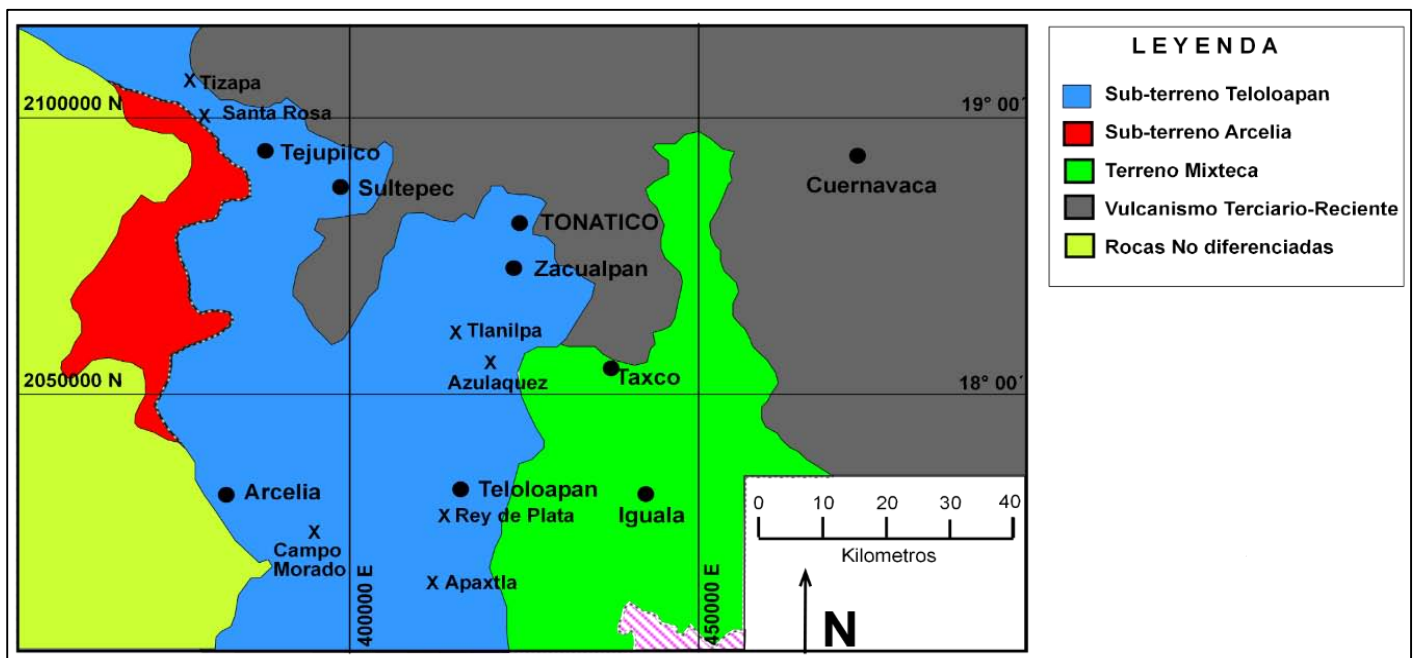 Tizapa
2100000 N
Santa Rosa
19° 00´
Tejupilco
Sultepec
Cuernavaca
TONATICO
Zacualpan
Tlanilpa
Azulaquez
Taxco
2050000 N
18° 00´
Arcelia
Teloloapan
Iguala
Rey de Plata
Campo
Morado
Apaxtla
400000 E
450000 E
0 10 20 30 40
Kilometros
N
LEYENDA
Sub-terreno Teloloapan
Sub-terreno Arcelia
Terreno Mixteca
Vulcanismo Terciario-Reciente
Rocas No diferenciadas